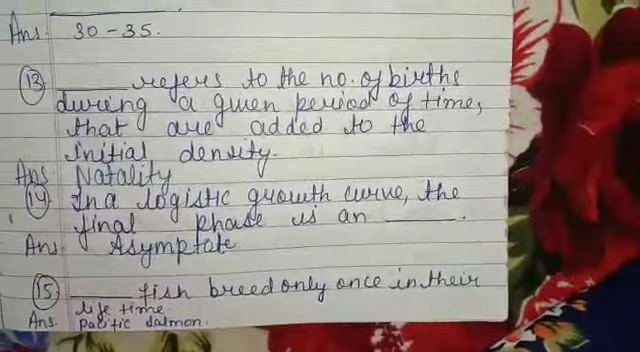 Ans. 30-35.
(13) ______ refers to the no. of births
during a given period of time,
that are added to the
initial density.
Ans Natality
(14) In a logistic growth curve, the
final phase is an ______.
Ans. Asymptate
(15) ______ fish breed only once in their
life time.
Ans. pacific salmon.